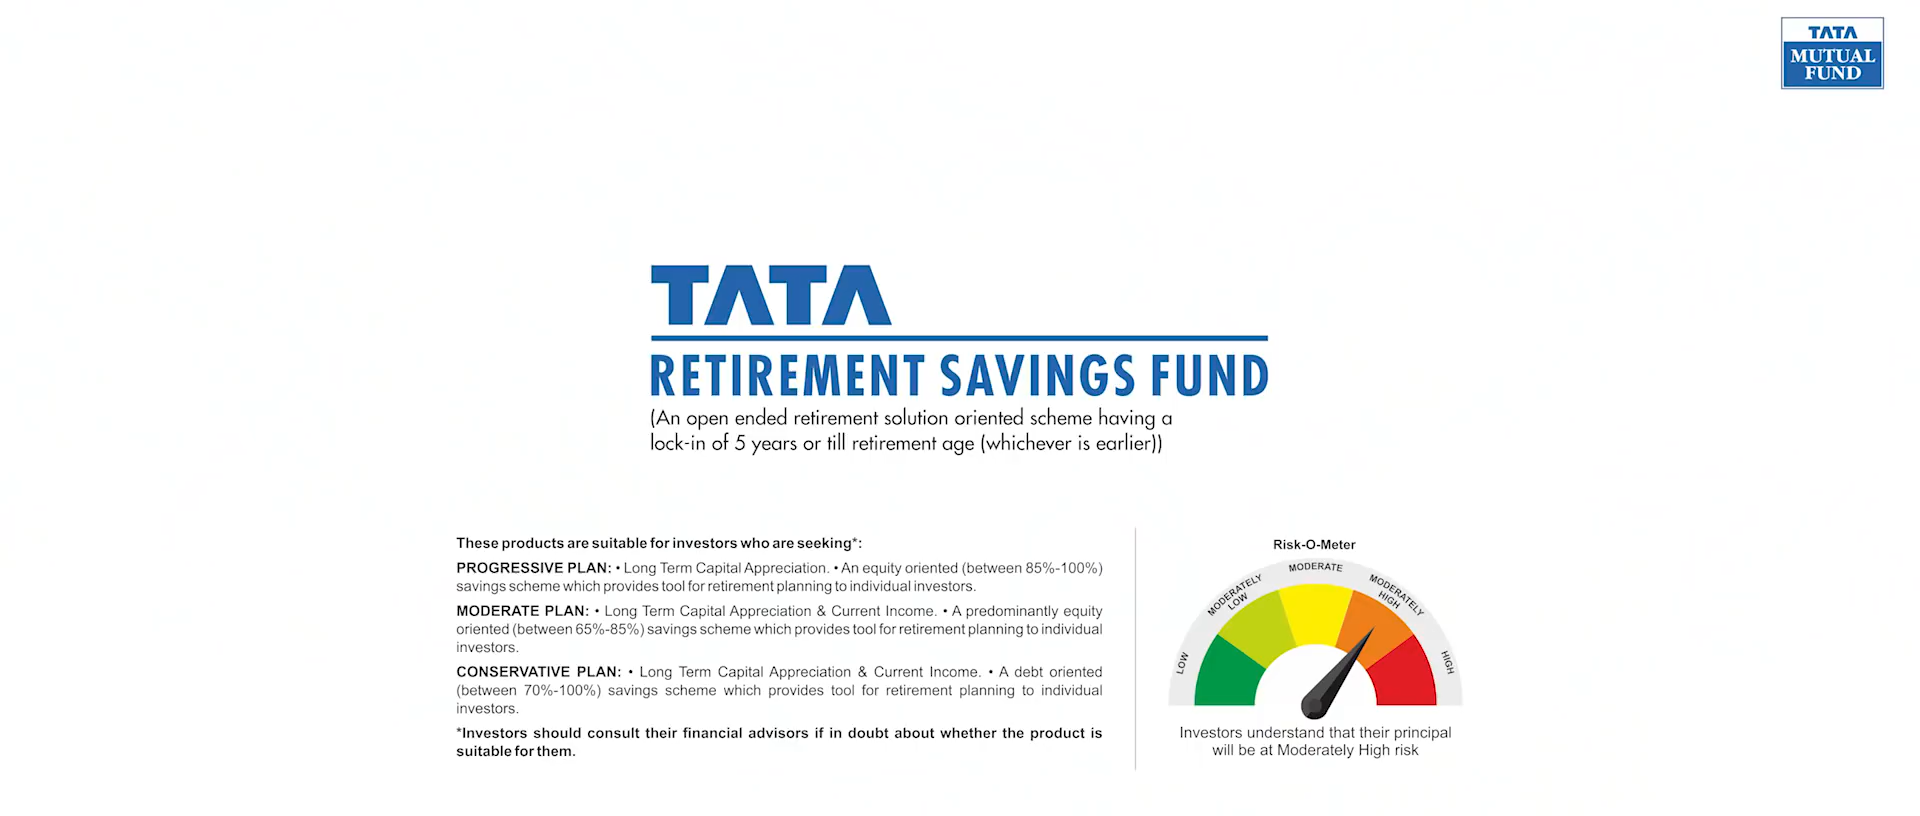 TATA
MUTUAL
FUND
TATA
RETIREMENT SAVINGS FUND
(An open ended retirement solution oriented scheme having a
lock-in of 5 years or till retirement age (whichever is earlier))
These products are suitable for investors who are seeking*:
PROGRESSIVE PLAN: • Long Term Capital Appreciation. • An equity oriented (between 85%-100%)
savings scheme which provides tool for retirement planning to individual investors.
MODERATE PLAN: • Long Term Capital Appreciation & Current Income. • A predominantly equity
oriented (between 65%-85%) savings scheme which provides tool for retirement planning to individual
investors.
CONSERVATIVE PLAN: • Long Term Capital Appreciation & Current Income. • A debt oriented
(between 70%-100%) savings scheme which provides tool for retirement planning to individual
investors.
*Investors should consult their financial advisors if in doubt about whether the product is
suitable for them.
Risk-O-Meter
LOW
MODERATELY
LOW
MODERATE
MODERATELY
HIGH
HIGH
Investors understand that their principal
will be at Moderately High risk